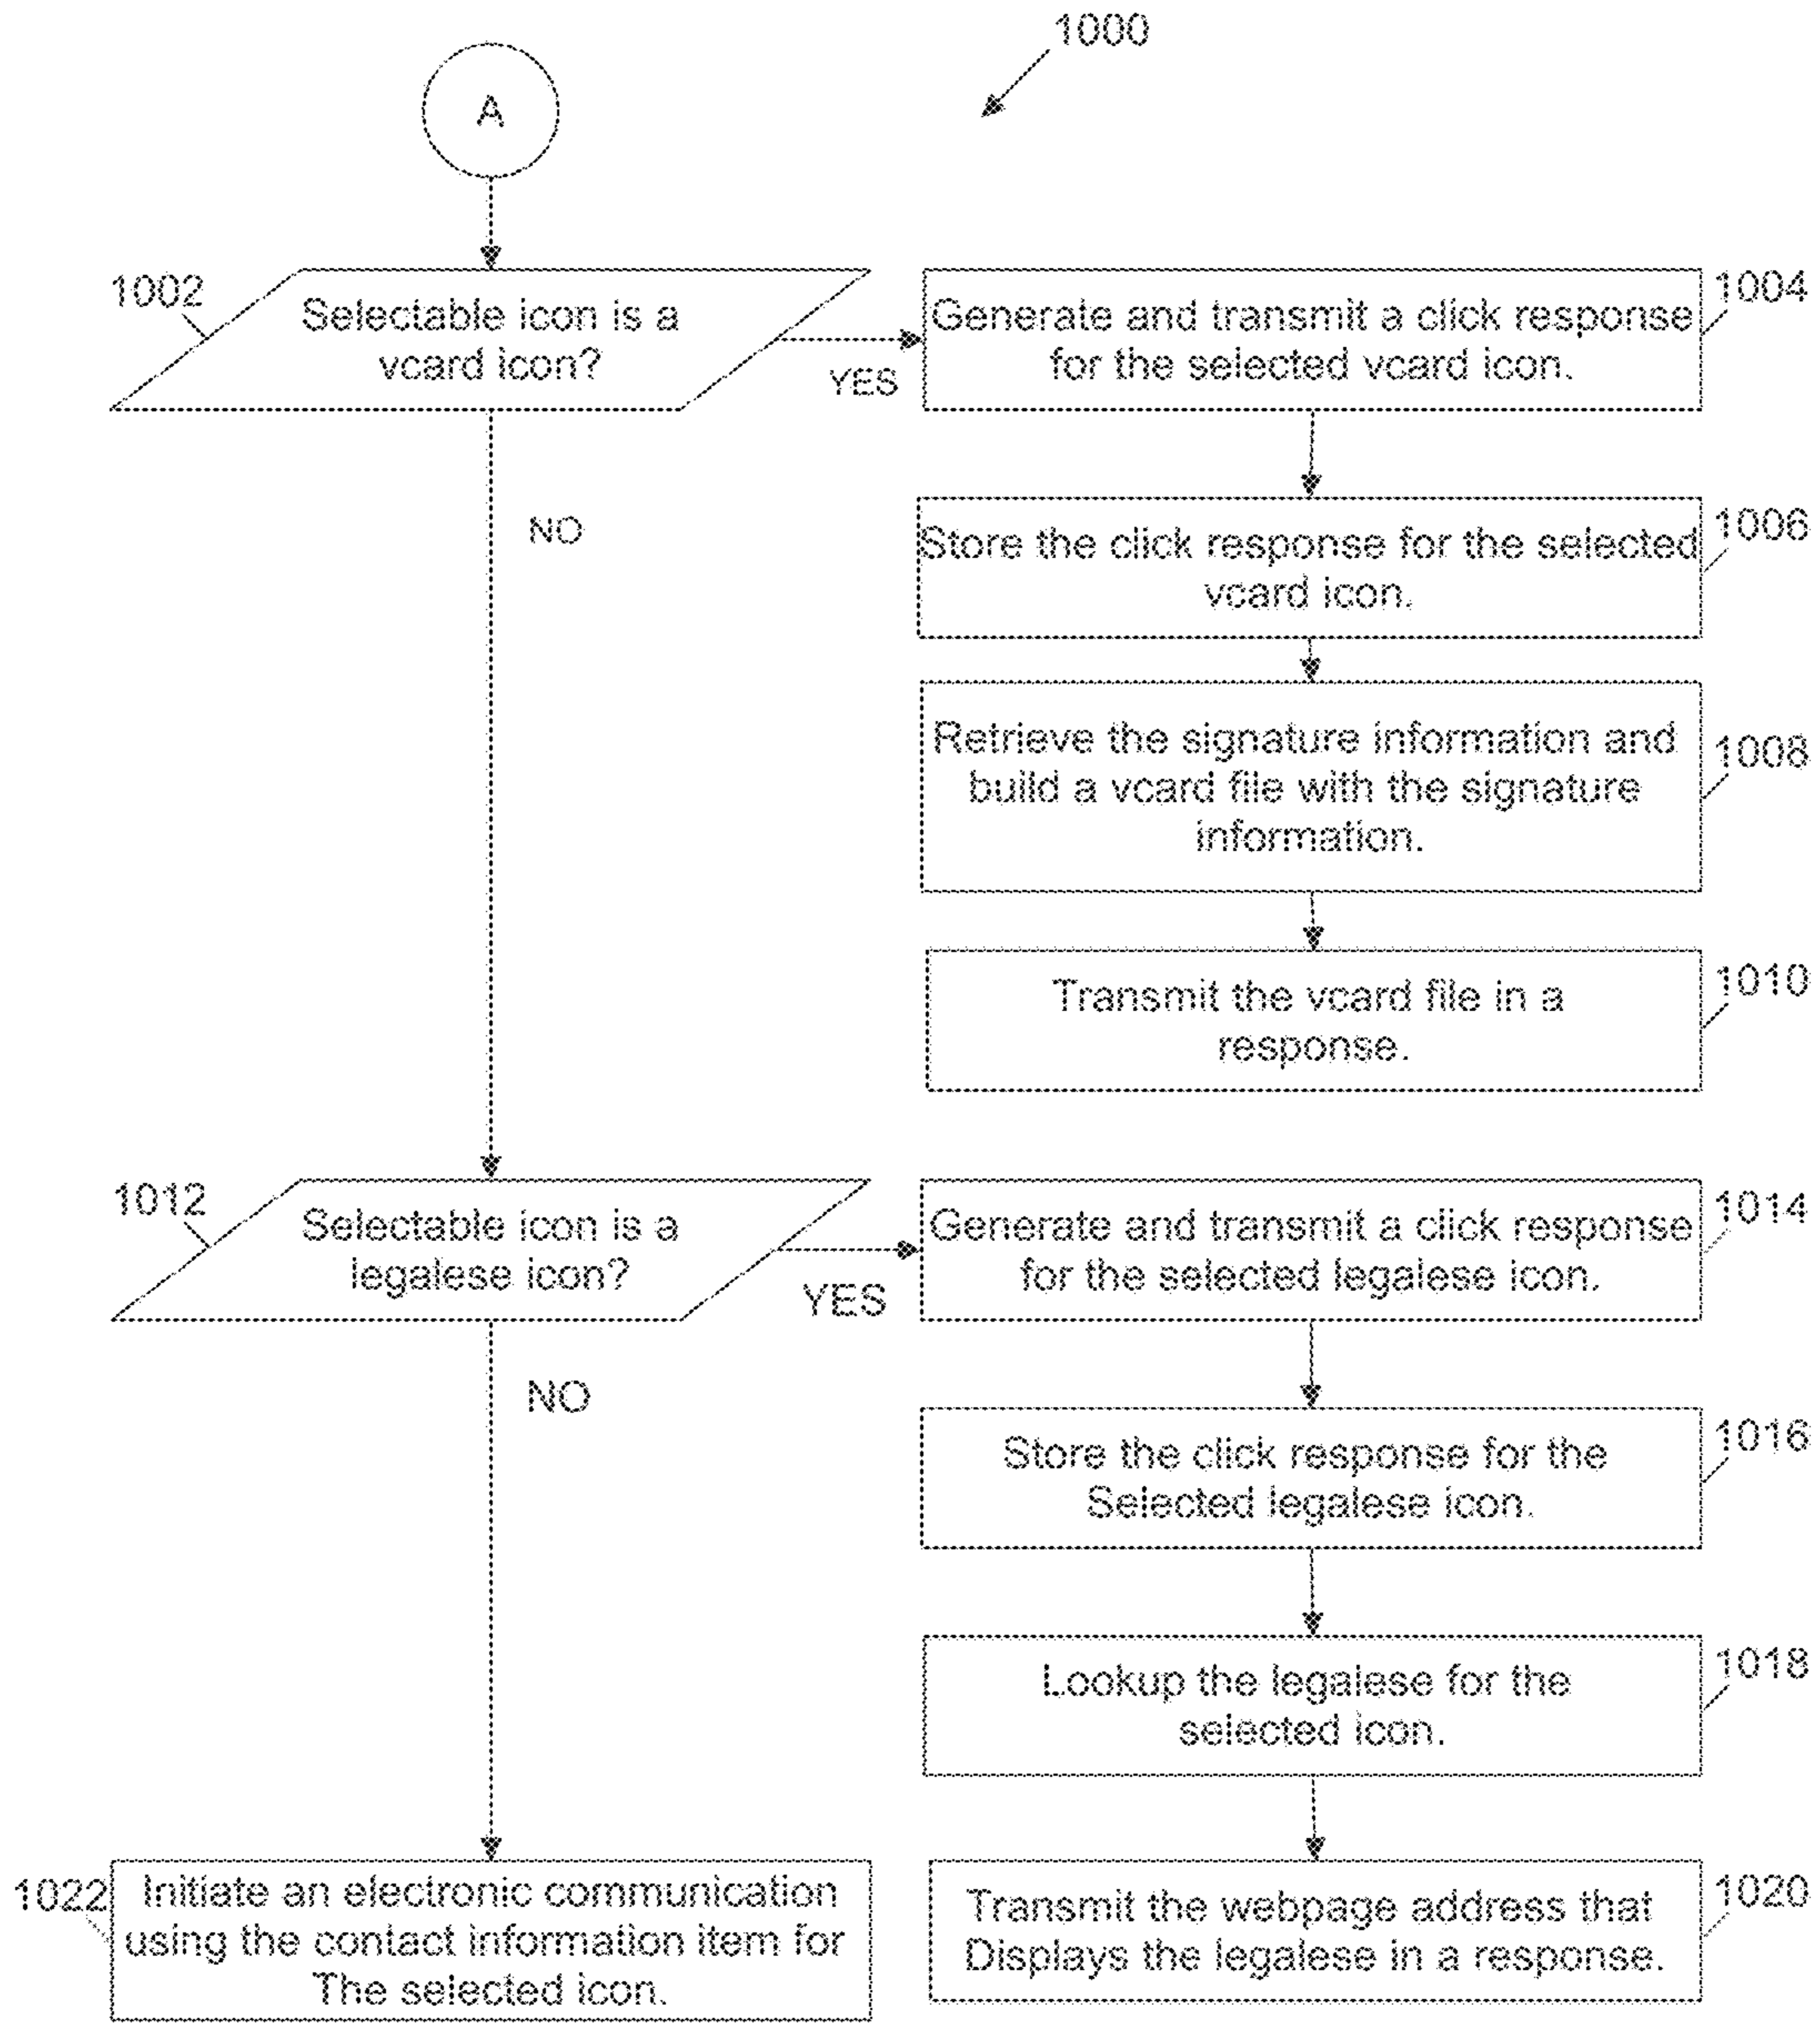 1000
A
1002
Selectable icon is a
vcard icon?
YES
NO
1004
Generate and transmit a click response
for the selected vcard icon.
1006
Store the click response for the selected
vcard icon.
1008
Retrieve the signature information and
build a vcard file with the signature
information.
1010
Transmit the vcard file in a
response.
1012
Selectable icon is a
legalese icon?
YES
NO
1014
Generate and transmit a click response
for the selected legalese icon.
1016
Store the click response for the
Selected legalese icon.
1018
Lookup the legalese for the
selected icon.
1020
Transmit the webpage address that
Displays the legalese in a response.
1022
Initiate an electronic communication
using the contact information item for
The selected icon.